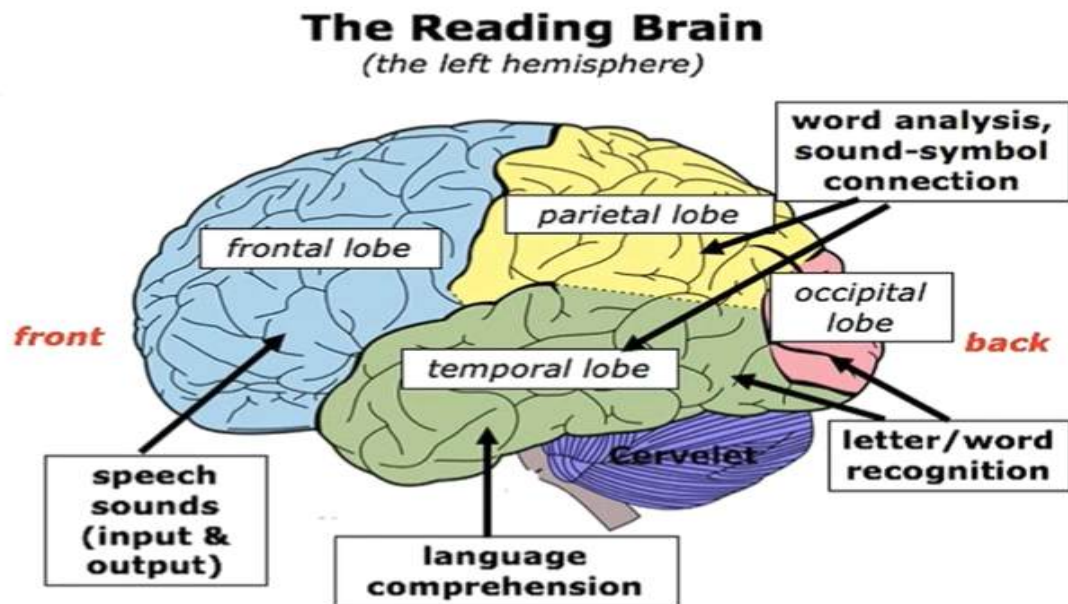 The Reading Brain
(the left hemisphere)
word analysis,
sound-symbol
connection
parietal lobe
frontal lobe
occipital
lobe
front
back
temporal lobe
letter/word
recognition
Cervelet
speech
sounds
(input &
output)
language
comprehension